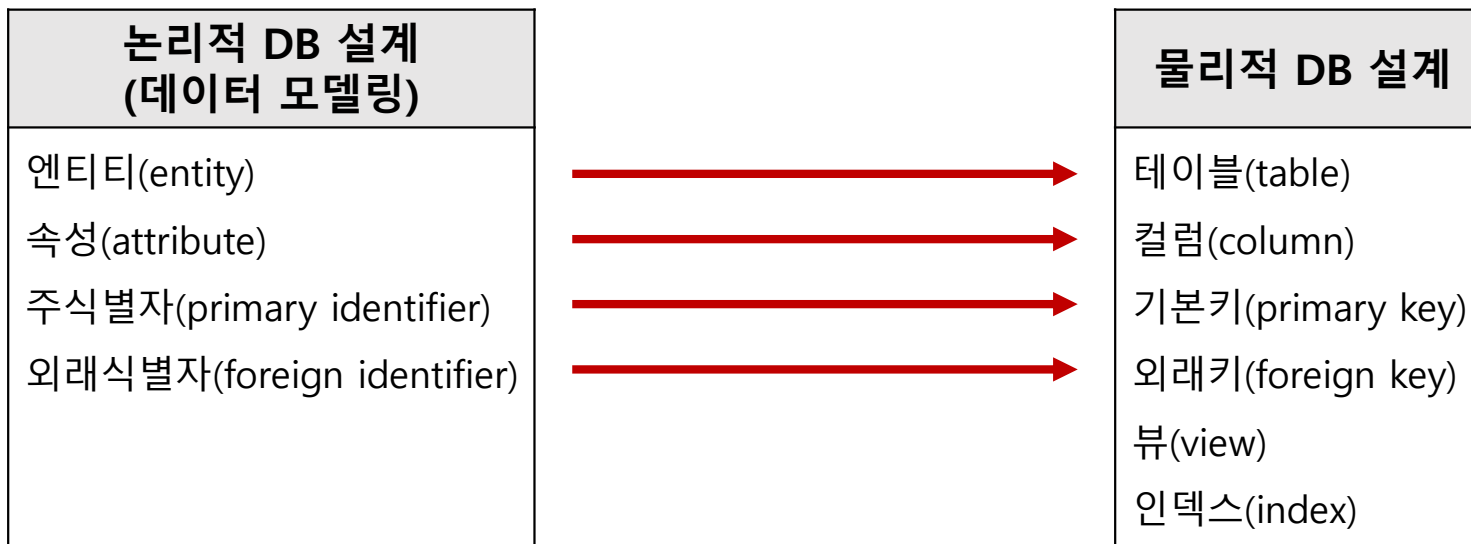 논리적 DB 설계
(데이터 모델링)
물리적 DB 설계
엔티티(entity)
테이블(table)
속성(attribute)
컬럼(column)
주식별자(primary identifier)
기본키(primary key)
외래식별자(foreign identifier)
외래키(foreign key)
뷰(view)
인덱스(index)